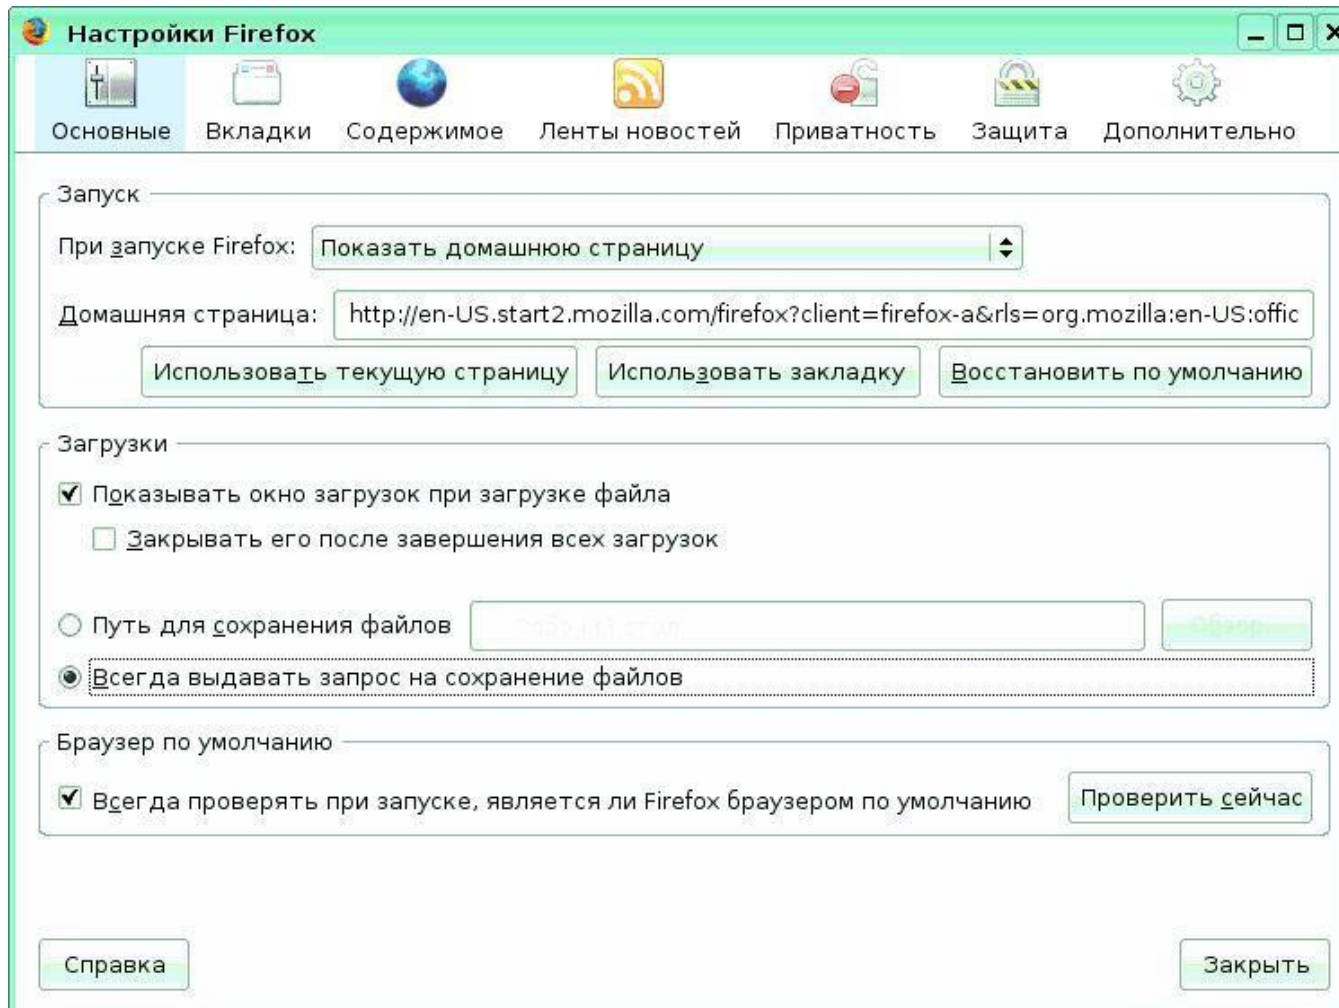 Настройки Firefox
Основные Вкладки Содержимое Ленты новостей Приватность Защита Дополнительно
Запуск
При запуске Firefox: Показать домашнюю страницу
Домашняя страница: http://en-US.start2.mozilla.com/firefox?client=firefox-a&rls=org.mozilla:en-US:offic
Использовать текущую страницу Использовать закладку Восстановить по умолчанию
Загрузки
Показывать окно загрузок при загрузке файла
Закрывать его после завершения всех загрузок
Путь для сохранения файлов
Всегда выдавать запрос на сохранение файлов
Браузер по умолчанию
Всегда проверять при запуске, является ли Firefox браузером по умолчанию Проверить сейчас
Справка Закрыть